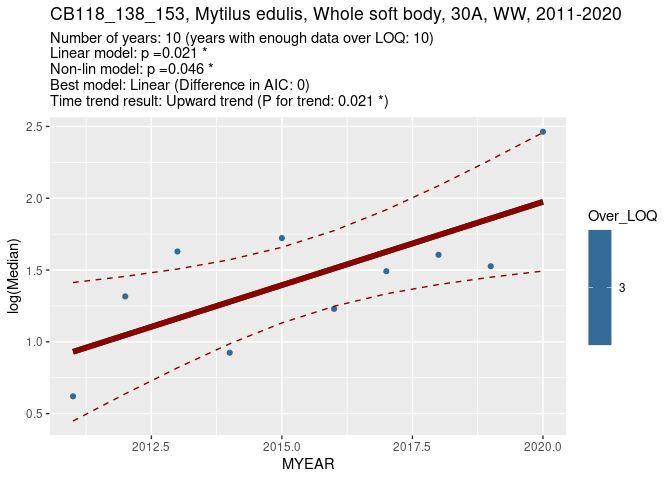 CB118_138_153, Mytilus edulis, Whole soft body, 30A, WW, 2011-2020
Number of years: 10 (years with enough data over LOQ: 10)
Linear model: p =0.021 *
Non-lin model: p =0.046 *
Best model: Linear (Difference in AIC: 0)
Time trend result: Upward trend (P for trend: 0.021 *)
2.5
2.0
1.5
1.0
0.5
log(Median)
2012.5
2015.0
2017.5
2020.0
MYEAR
Over_LOQ
3